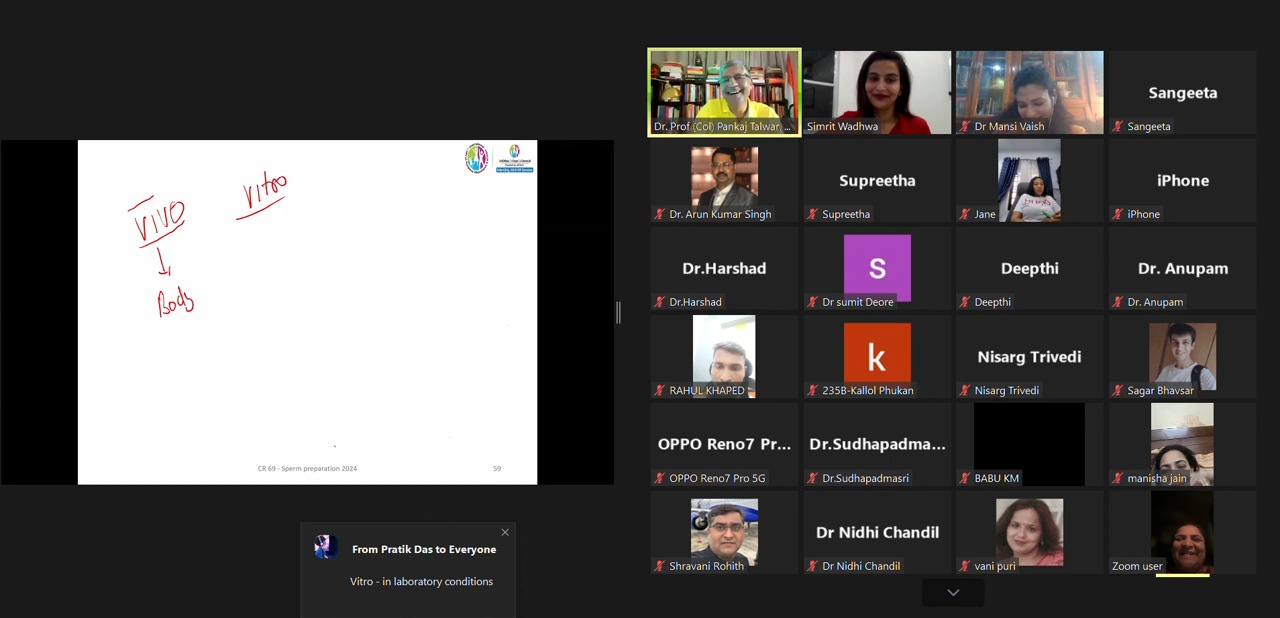 VIVO
Vitro
Body
CR 69 - Sperm preparation 2024
59
From Pratik Das to Everyone
Vitro - in laboratory conditions
Dr. Prof (Col) Pankaj Talwar, ...
Simrit Wadhwa
Dr Mansi Vaish
Sangeeta
Sangeeta
Dr. Arun Kumar Singh
Supreetha
Supreetha
Jane
iPhone
iPhone
Dr.Harshad
Dr.Harshad
S
Dr sumit Deore
Deepthi
Deepthi
Dr. Anupam
Dr. Anupam
RAHUL KHAPED
k
235B-Kallol Phukan
Nisarg Trivedi
Nisarg Trivedi
Sagar Bhavsar
OPPO Reno7 Pr...
OPPO Reno7 Pro 5G
Dr.Sudhapadma...
Dr.Sudhapadmasri
BABU KM
manisha jain
Shravani Rohith
Dr Nidhi Chandil
Dr Nidhi Chandil
vani puri
Zoom user